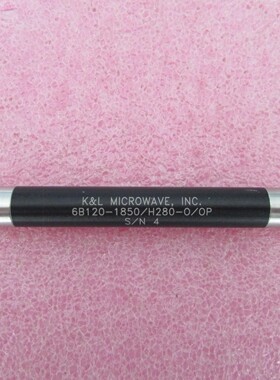 K&L MICROWAVE, INC.
6B120-1850/H280-O/OP
S/N 4